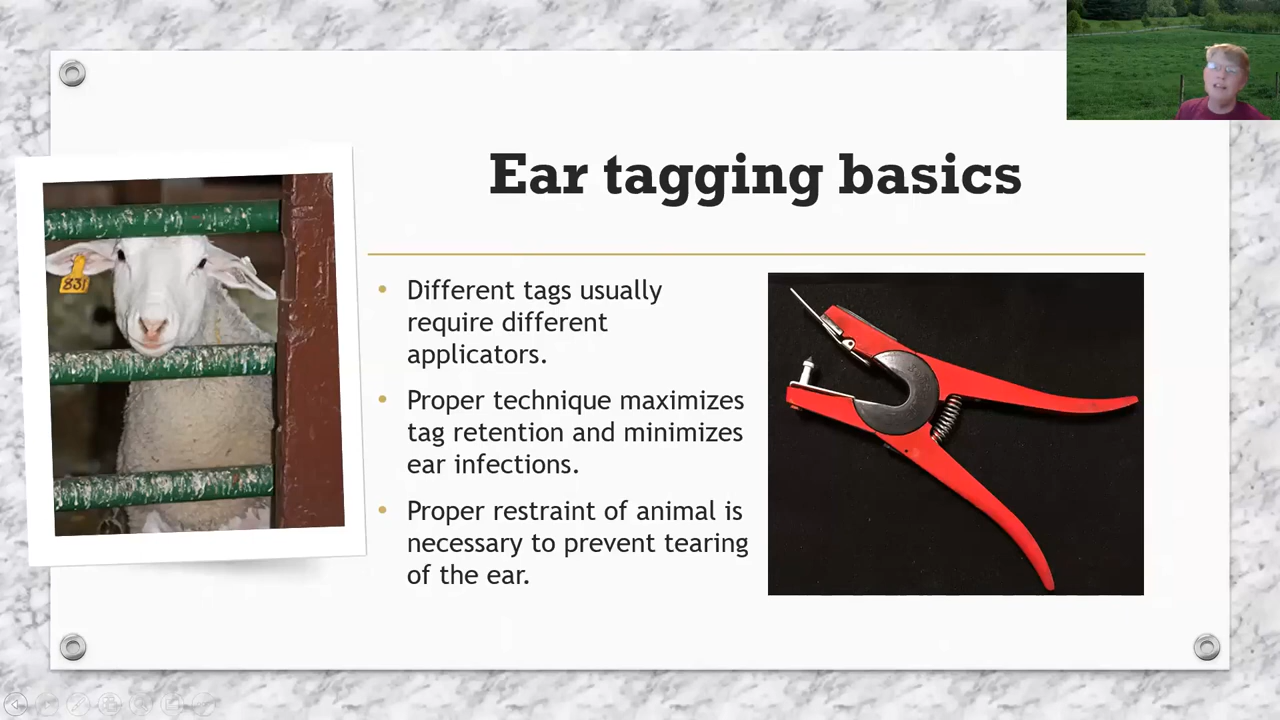 Ear tagging basics
831
Different tags usually
require different
applicators.
Proper technique maximizes
tag retention and minimizes
ear infections.
Proper restraint of animal is
necessary to prevent tearing
of the ear.